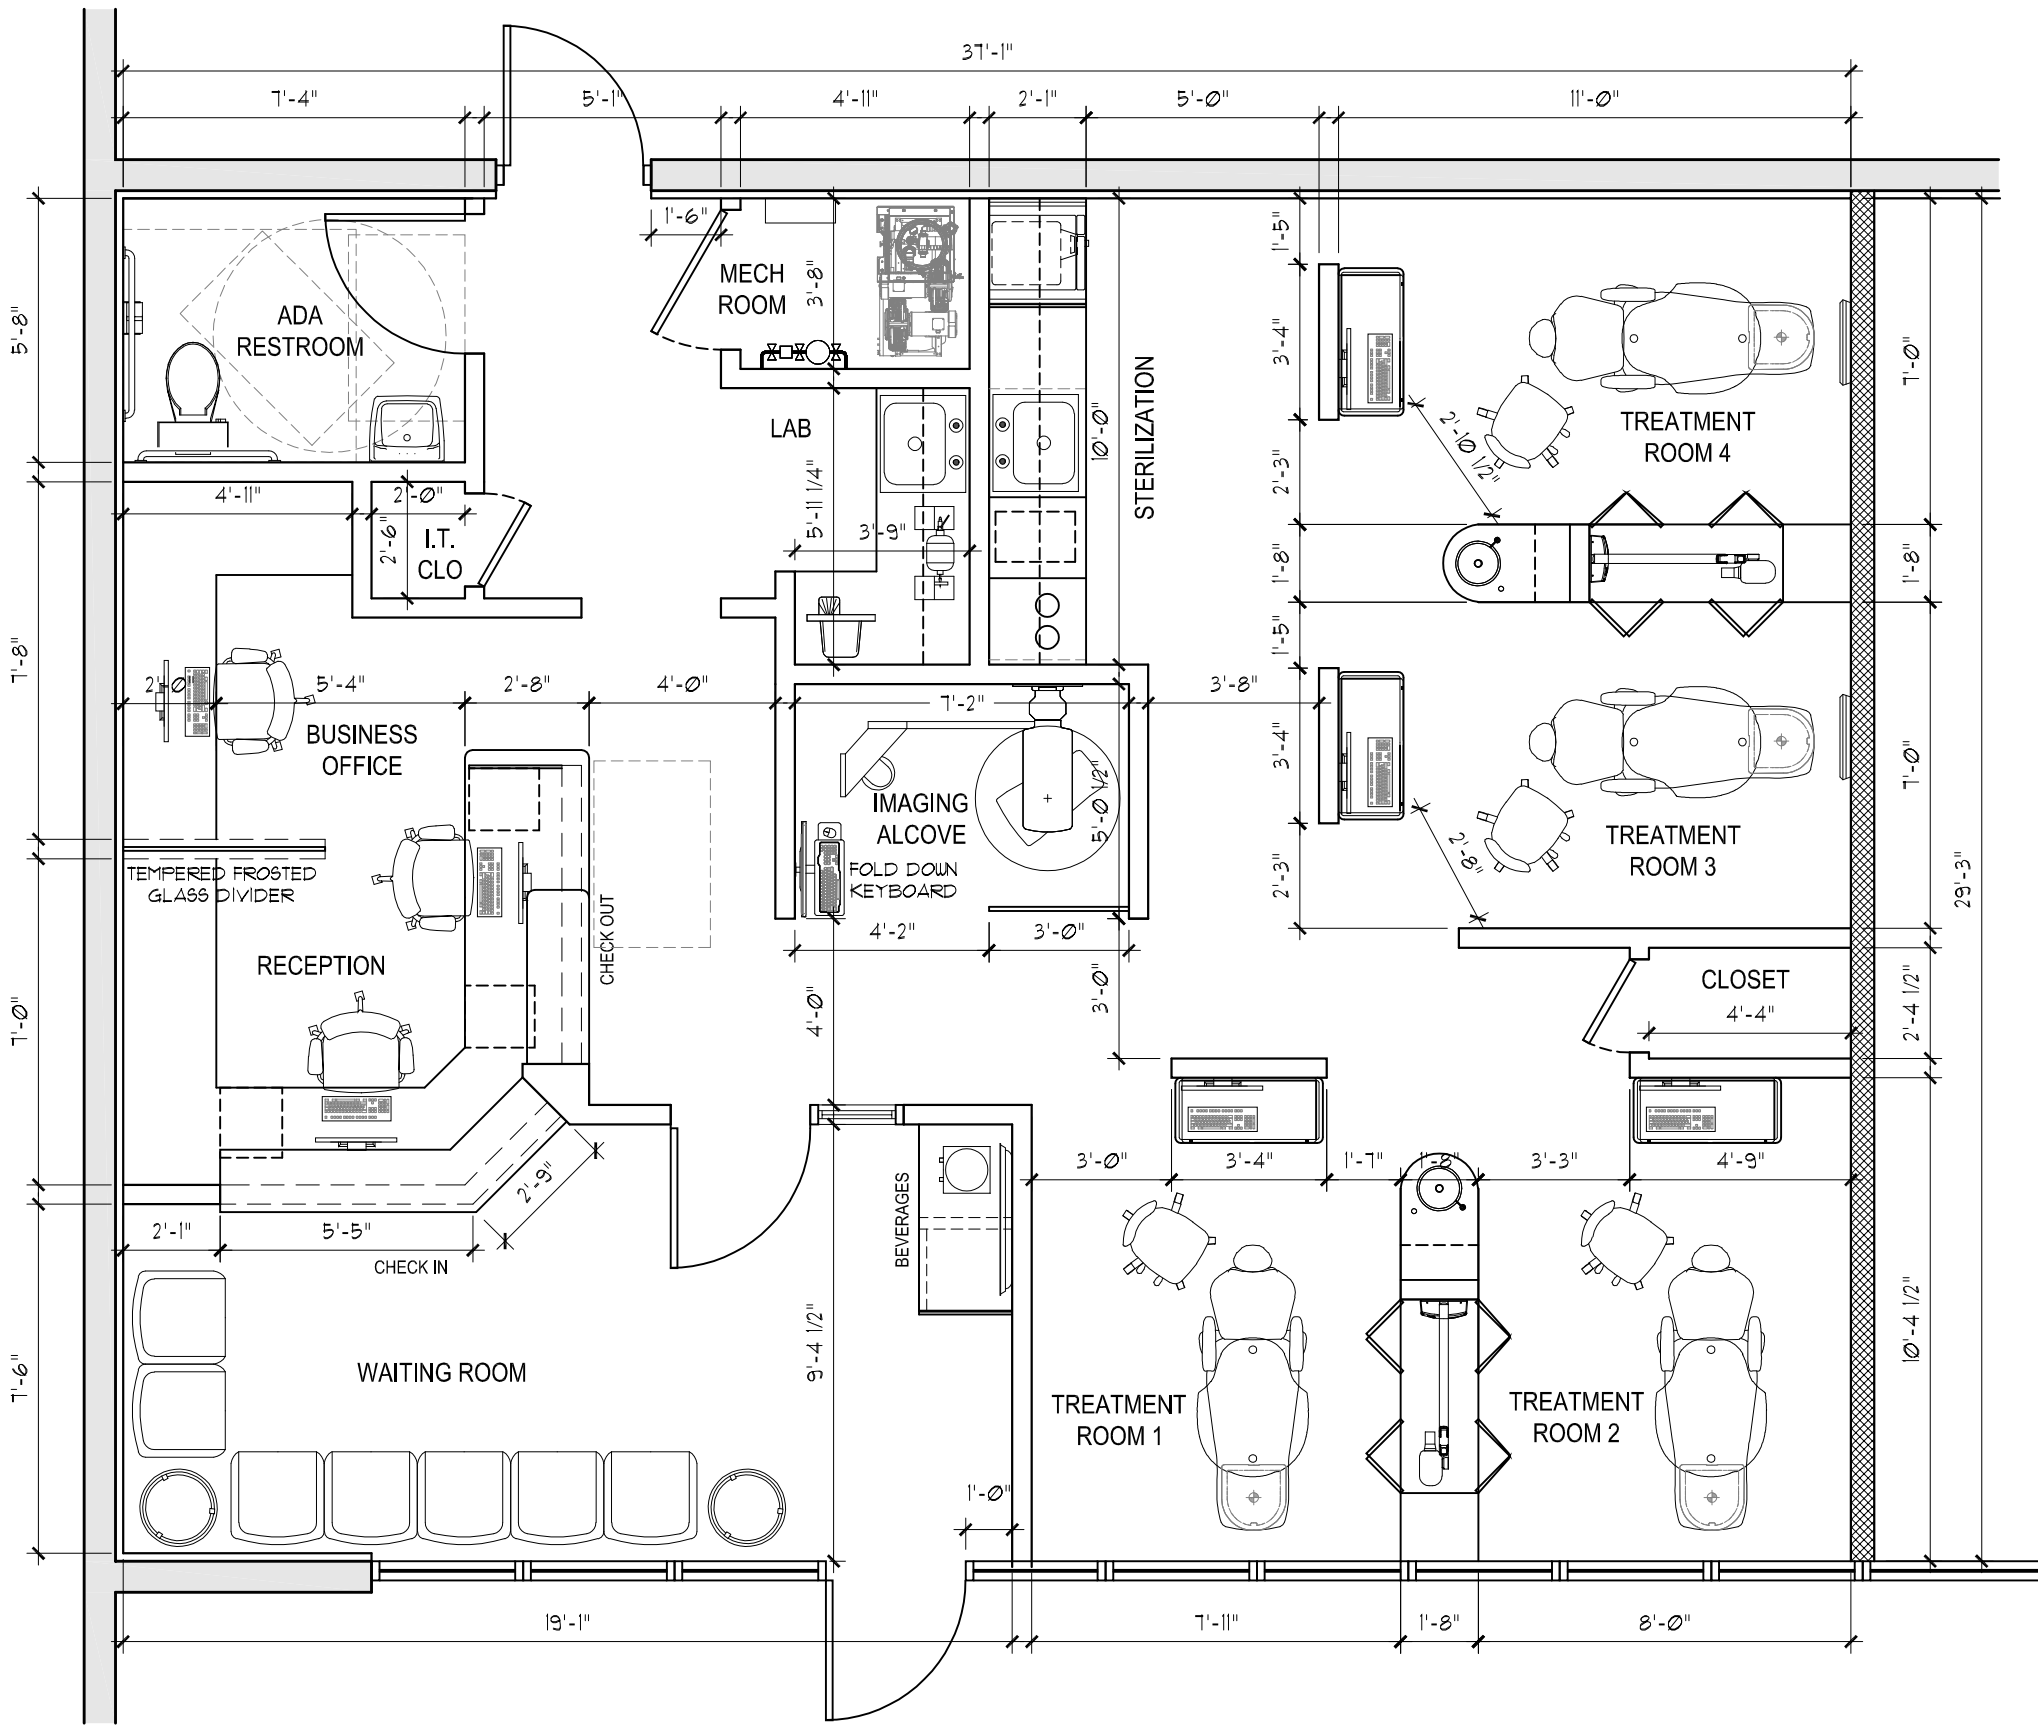 37'-1"
7'-4"
5'-1"
4'-11"
2'-1"
5'-0"
11'-0"
1'-6"
1'-5"
MECH
ROOM
3'-8"
ADA
RESTROOM
5'-8"
3'-4"
7'-0"
STERILIZATION
10'-0"
LAB
2'-10 1/2"
TREATMENT
ROOM 4
2'-3"
4'-11"
2'-0"
2'-6"
I.T.
CLO
5'-11 1/4"
3'-9"
1'-8"
1'-8"
7'-8"
1'-5"
2'-0"
5'-4"
2'-8"
4'-0"
7'-2"
3'-8"
BUSINESS
OFFICE
3'-4"
7'-0"
IMAGING
ALCOVE
5'-0 1/2"
TREATMENT
ROOM 3
2'-8"
TEMPERED FROSTED
GLASS DIVIDER
FOLD DOWN
KEYBOARD
2'-3"
29'-3"
CHECK OUT
4'-2"
3'-0"
RECEPTION
3'-0"
CLOSET
4'-4"
2'-4 1/2"
7'-0"
4'-0"
3'-0"
3'-4"
1'-7"
1'-8"
3'-3"
4'-9"
2'-9"
BEVERAGES
2'-1"
5'-5"
CHECK IN
9'-4 1/2"
10'-4 1/2"
7'-6"
WAITING ROOM
TREATMENT
ROOM 1
TREATMENT
ROOM 2
1'-0"
19'-1"
7'-11"
1'-8"
8'-0"